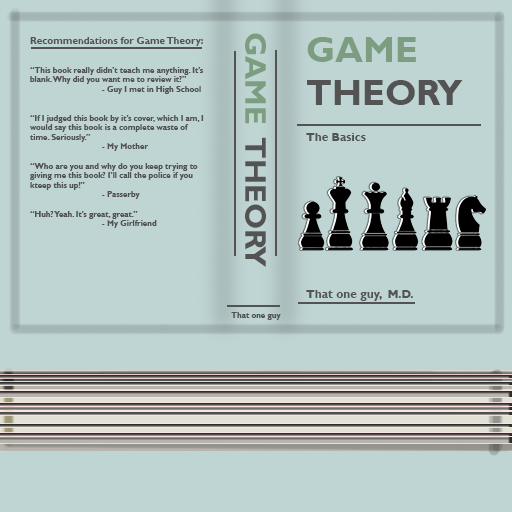 Recommendations for Game Theory:
“This book really didn’t teach me anything. It’s
blank. Why did you want me to review it?”
- Guy I met in High School
“If I judged this book by it’s cover, which I am, I
would say this book is a complete waste of
time. Seriously.”
- My Mother
“Who are you and why do you keep trying to
giving me this book? I’ll call the police if you
kteep this up!”
- Passerby
“Huh? Yeah. It’s great, great.”
- My Girlfriend
GAME THEORY
That one guy
GAME
THEORY
The Basics
That one guy, M.D.